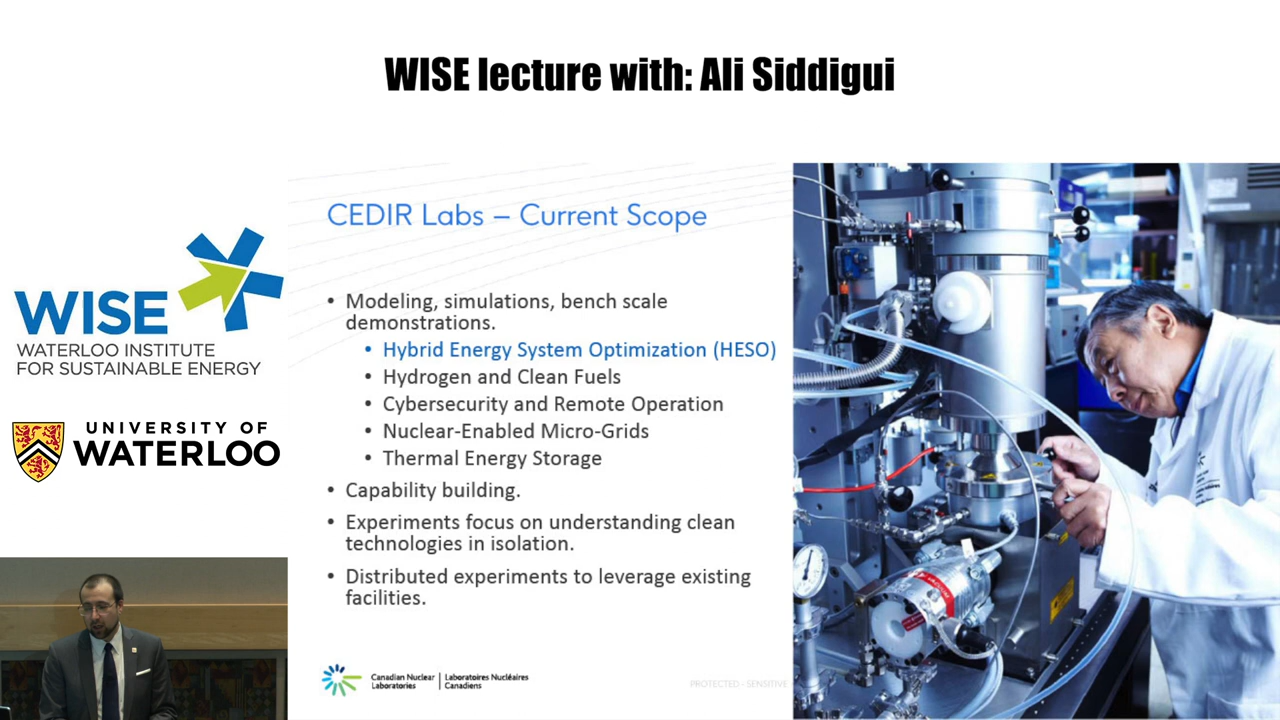 WISE lecture with: Ali Siddigui
WISE
WATERLOO INSTITUTE
FOR SUSTAINABLE ENERGY
UNIVERSITY OF
WATERLOO
CEDIR Labs – Current Scope
• Modeling, simulations, bench scale
demonstrations.
• Hybrid Energy System Optimization (HESO)
• Hydrogen and Clean Fuels
• Cybersecurity and Remote Operation
• Nuclear-Enabled Micro-Grids
• Thermal Energy Storage
• Capability building.
• Experiments focus on understanding clean
technologies in isolation.
• Distributed experiments to leverage existing
facilities.
Canadian Nuclear | Laboratoires Nucléaires
Laboratories | Canadiens
PROTECTED - SENSITIVE